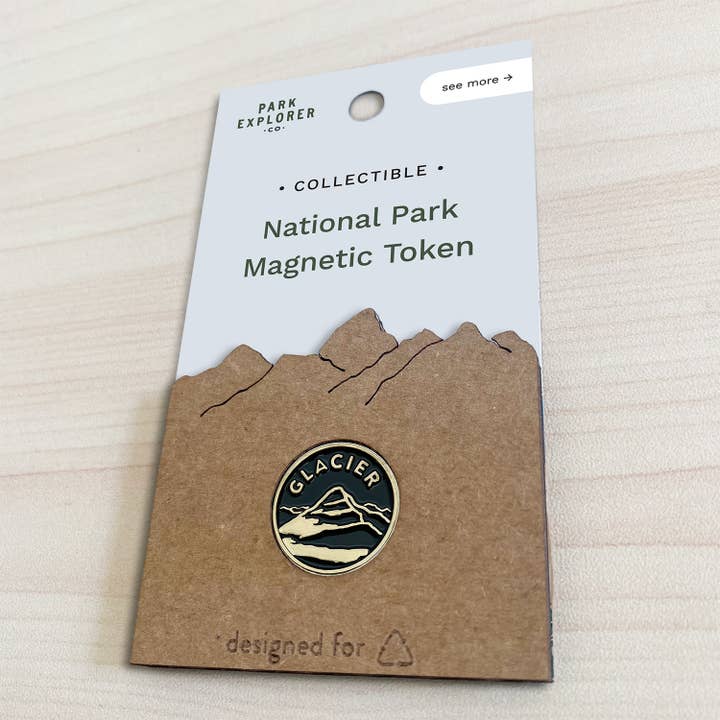 PARK
EXPLORER
·CO·
see more →
• COLLECTIBLE •
National Park
Magnetic Token
GLACIER
designed for